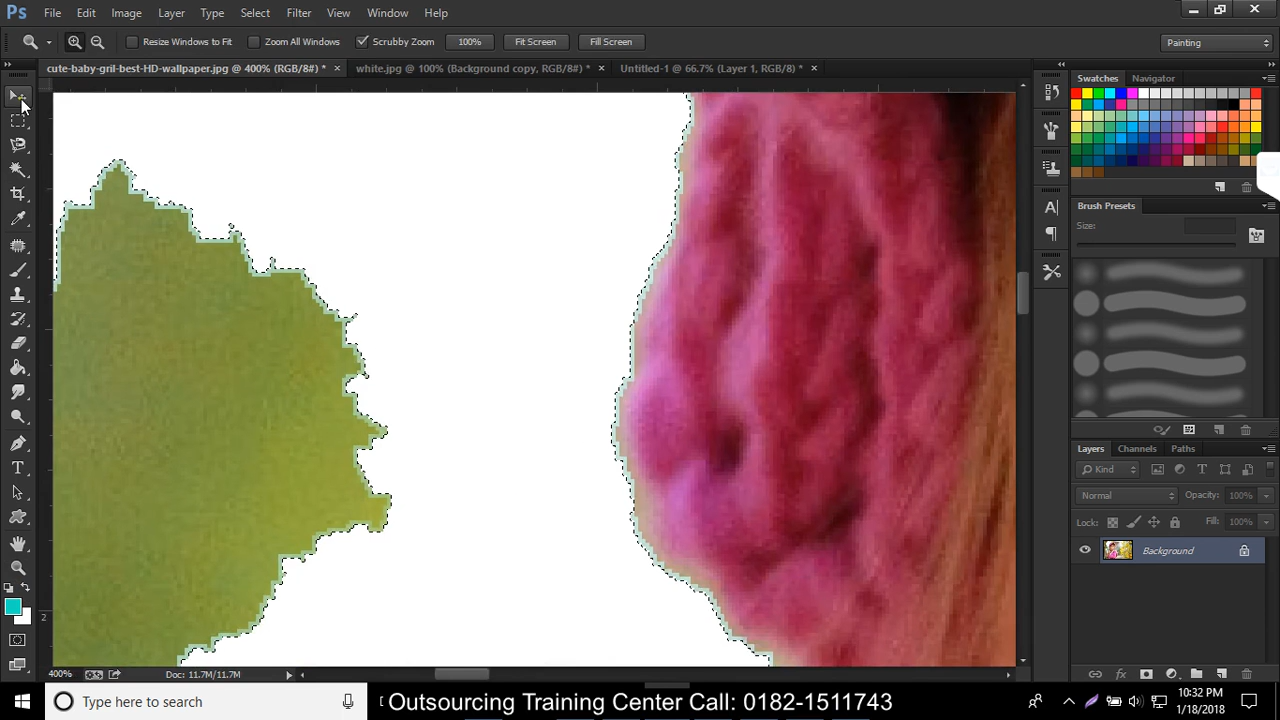 Ps File Edit Image Layer Type Select Filter View Window Help
Resize Windows to Fit Zoom All Windows Scrubby Zoom 100% Fit Screen Fill Screen Painting
cute-baby-gril-best-HD-wallpaper.jpg @ 400% (RGB/8#) * × white.jpg @ 100% (Background copy, RGB/8#) * × Untitled-1 @ 66.7% (Layer 1, RGB/8) * ×
Swatches Navigator
Brush Presets
Size:
Layers Channels Paths
Kind
Normal Opacity: 100%
Lock: Fill: 100%
Background
2
400% Doc: 11.7M/11.7M
Type here to search
Outsourcing Training Center Call: 0182-1511743
10:32 PM
1/18/2018